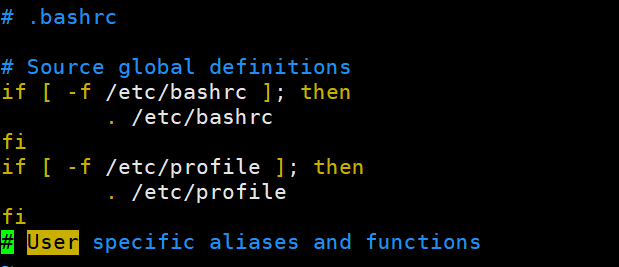 # .bashrc
# Source global definitions
if [ -f /etc/bashrc ]; then
. /etc/bashrc
fi
if [ -f /etc/profile ]; then
. /etc/profile
fi
# User specific aliases and functions